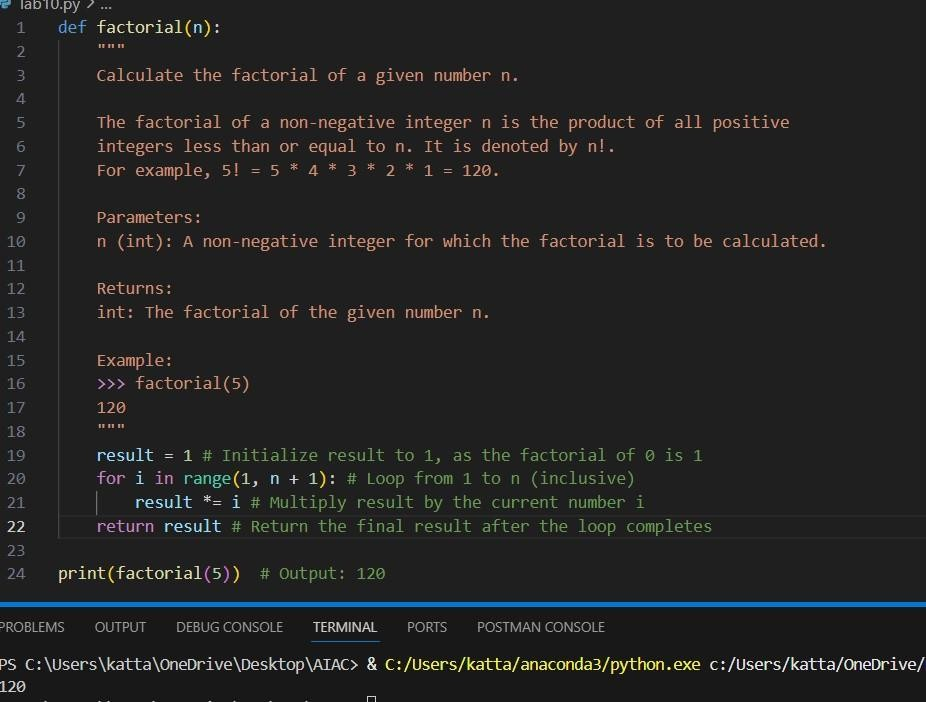 lab10.py > ...
1 def factorial(n):
2 """
3 Calculate the factorial of a given number n.
4
5 The factorial of a non-negative integer n is the product of all positive
6 integers less than or equal to n. It is denoted by n!.
7 For example, 5! = 5 * 4 * 3 * 2 * 1 = 120.
8
9 Parameters:
10 n (int): A non-negative integer for which the factorial is to be calculated.
11
12 Returns:
13 int: The factorial of the given number n.
14
15 Example:
16 >>> factorial(5)
17 120
18 """
19 result = 1 # Initialize result to 1, as the factorial of 0 is 1
20 for i in range(1, n + 1): # Loop from 1 to n (inclusive)
21 result *= i # Multiply result by the current number i
22 return result # Return the final result after the loop completes
23
24 print(factorial(5)) # Output: 120
PROBLEMS OUTPUT DEBUG CONSOLE TERMINAL PORTS POSTMAN CONSOLE
PS C:\Users\katta\OneDrive\Desktop\AIAC> & C:/Users/katta/anaconda3/python.exe c:/Users/katta/OneDrive/
120